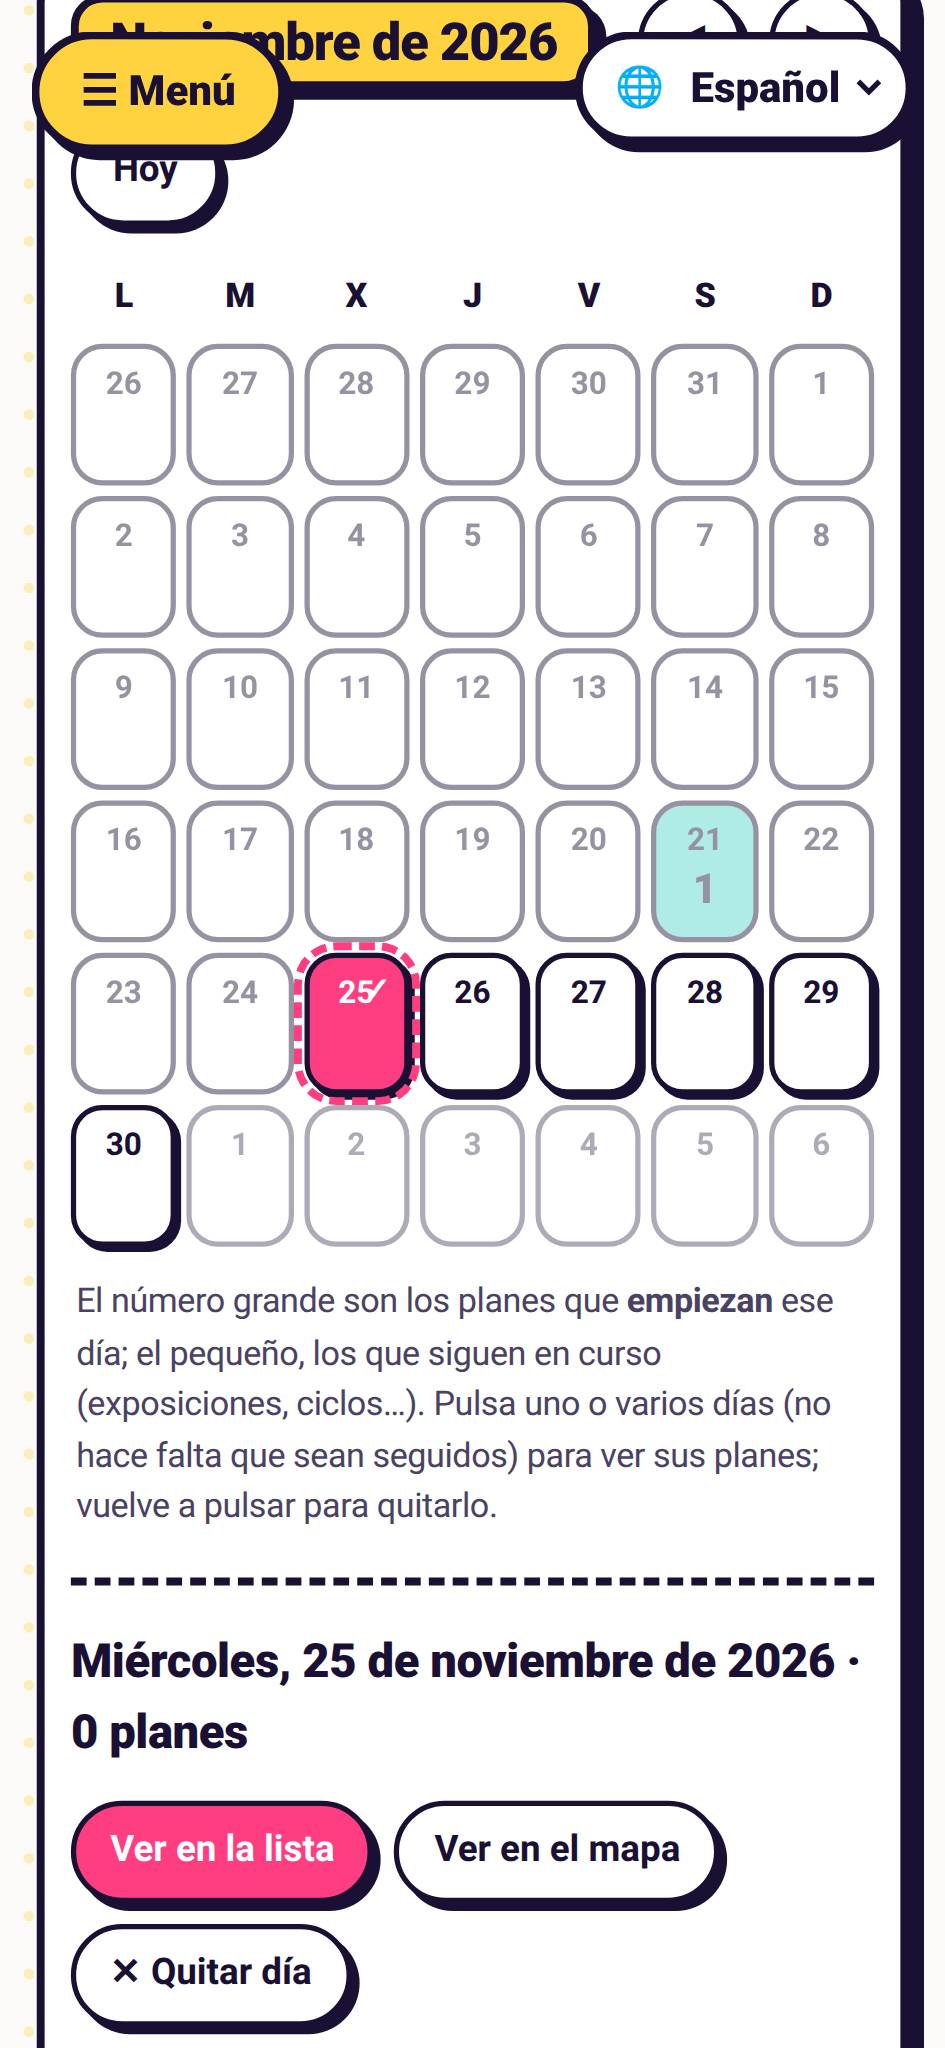 mbre de 2026
☰ Menú
Español
Hoy
L M X J V S D
26 27 28 29 30 31 1
2 3 4 5 6 7 8
9 10 11 12 13 14 15
16 17 18 19 20 21 22
1
23 24 25✓ 26 27 28 29
30 1 2 3 4 5 6
El número grande son los planes que empiezan ese
día; el pequeño, los que siguen en curso
(exposiciones, ciclos…). Pulsa uno o varios días (no
hace falta que sean seguidos) para ver sus planes;
vuelve a pulsar para quitarlo.
Miércoles, 25 de noviembre de 2026 ·
0 planes
Ver en la lista
Ver en el mapa
✕ Quitar día